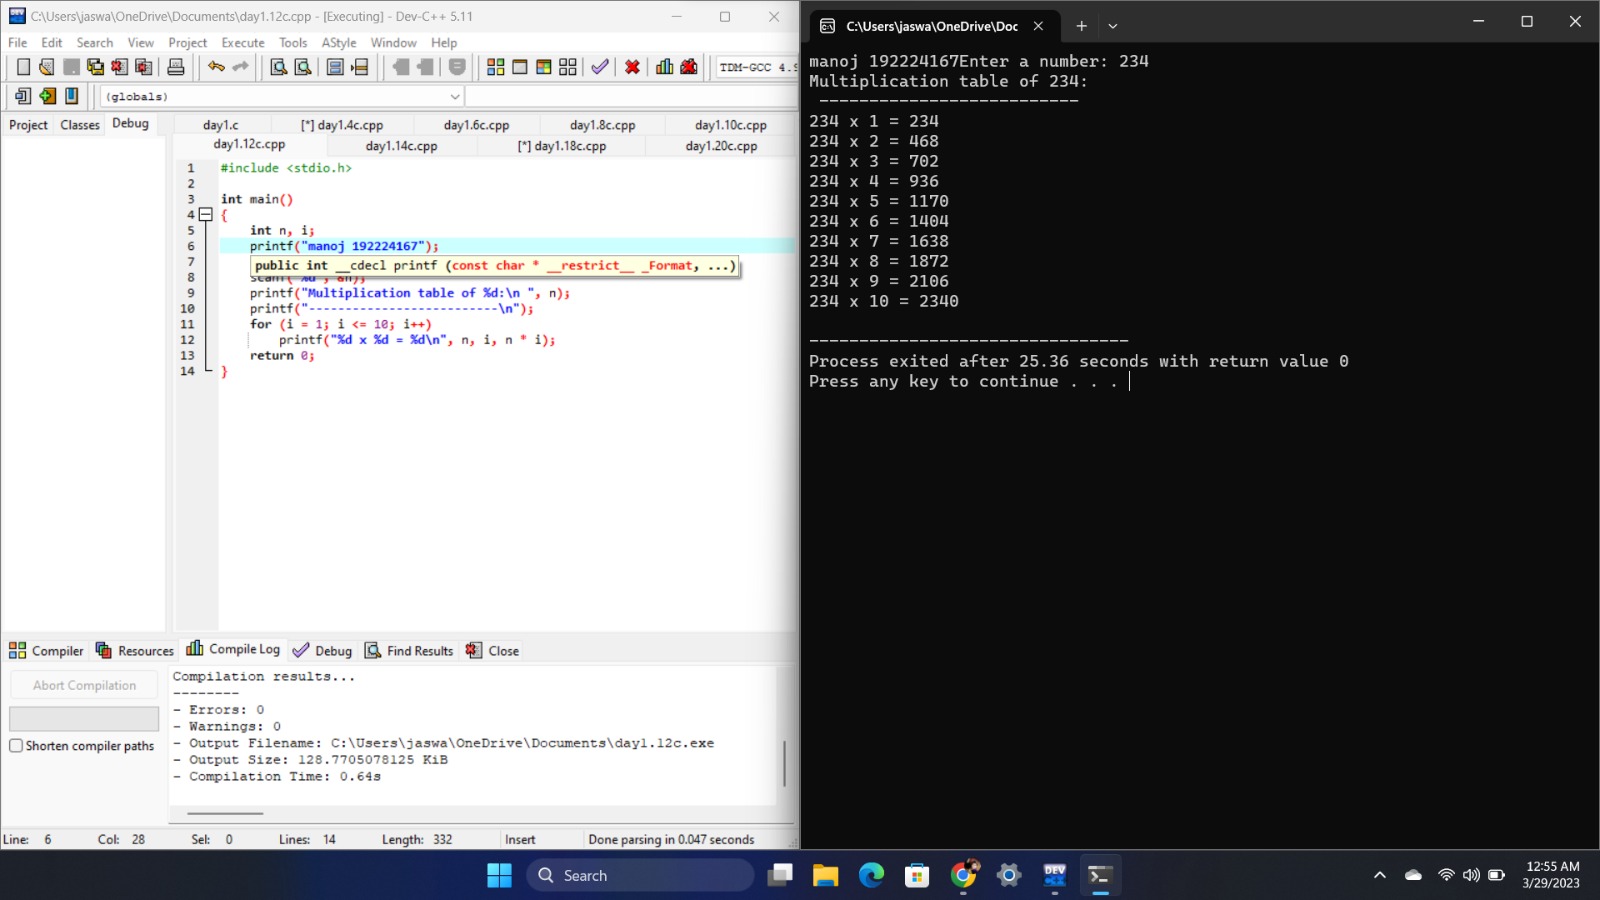 C:\Users\jaswa\OneDrive\Documents\day1.12c.cpp - [Executing] - Dev-C++ 5.11
File Edit Search View Project Execute Tools AStyle Window Help
TDM-GCC 4.9
(globals)
Project Classes Debug
day1.c [*] day1.4c.cpp day1.6c.cpp day1.8c.cpp day1.10c.cpp
day1.12c.cpp day1.14c.cpp [*] day1.18c.cpp day1.20c.cpp
1 #include <stdio.h>
2
3 int main()
4 {
5 int n, i;
6 printf("manoj 192224167");
7 public int __cdecl printf (const char * __restrict__ _Format, ...)
8 scanf("%d", &n);
9 printf("Multiplication table of %d:\n ", n);
10 printf("--------------------------\n");
11 for (i = 1; i <= 10; i++)
12 printf("%d x %d = %d\n", n, i, n * i);
13 return 0;
14 }
Compiler Resources Compile Log Debug Find Results Close
Abort Compilation
Shorten compiler paths
Compilation results...
--------
- Errors: 0
- Warnings: 0
- Output Filename: C:\Users\jaswa\OneDrive\Documents\day1.12c.exe
- Output Size: 128.7705078125 KiB
- Compilation Time: 0.64s
Line: 6 Col: 28 Sel: 0 Lines: 14 Length: 332 Insert Done parsing in 0.047 seconds
C:\Users\jaswa\OneDrive\Doc
manoj 192224167Enter a number: 234
Multiplication table of 234:
--------------------------
234 x 1 = 234
234 x 2 = 468
234 x 3 = 702
234 x 4 = 936
234 x 5 = 1170
234 x 6 = 1404
234 x 7 = 1638
234 x 8 = 1872
234 x 9 = 2106
234 x 10 = 2340
--------------------------------
Process exited after 25.36 seconds with return value 0
Press any key to continue . . .
Search
DEV
12:55 AM
3/29/2023